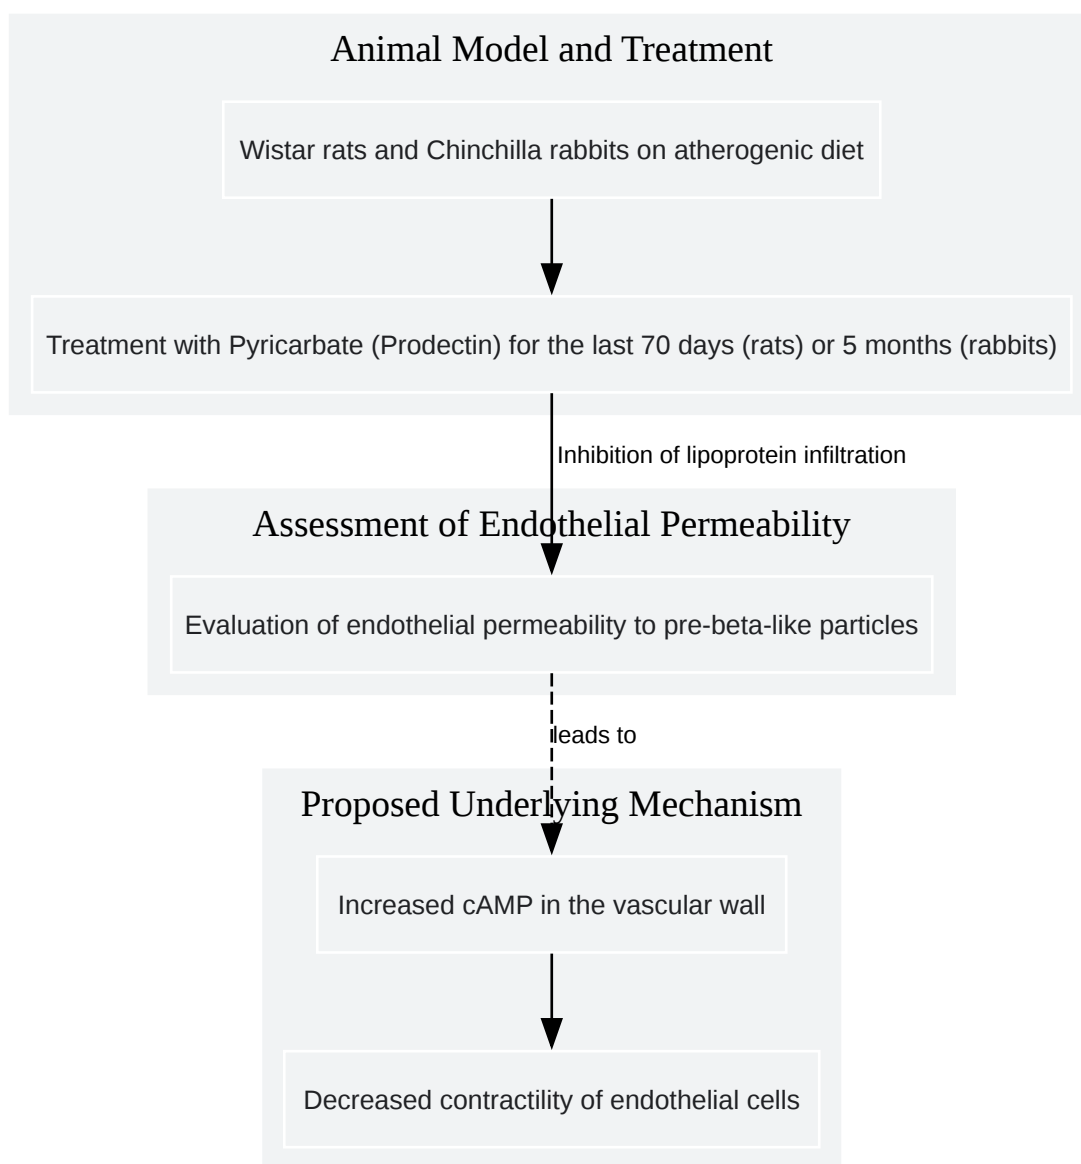 Animal Model and Treatment
Wistar rats and Chinchilla rabbits on atherogenic diet
Treatment with Pyricarbate (Prodectin) for the last 70 days (rats) or 5 months (rabbits)
Inhibition of lipoprotein infiltration
Assessment of Endothelial Permeability
Evaluation of endothelial permeability to pre-beta-like particles
leads to
Proposed Underlying Mechanism
Increased cAMP in the vascular wall
Decreased contractility of endothelial cells